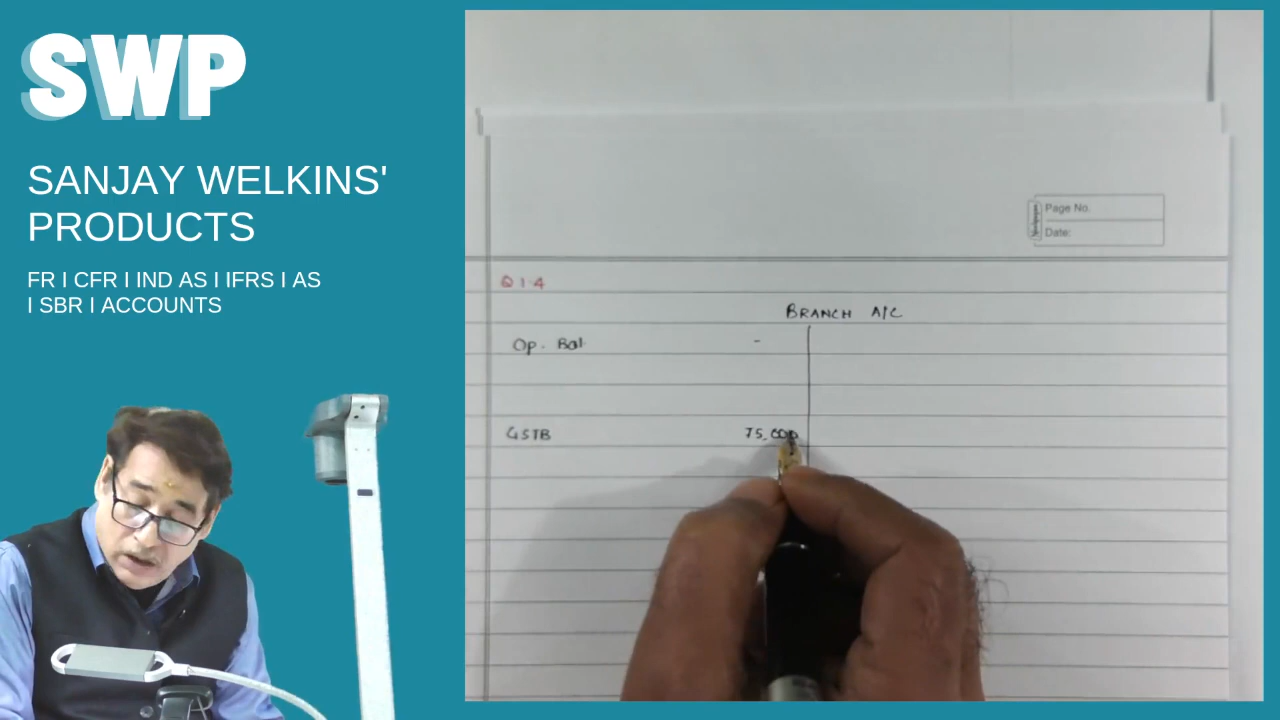 SWP
SANJAY WELKINS'
PRODUCTS
FR I CFR I IND AS I IFRS I AS
I SBR I ACCOUNTS
Page No.
Date:
Q 1.4
BRANCH A/C
Op. Bal. -
GSTB 75,000